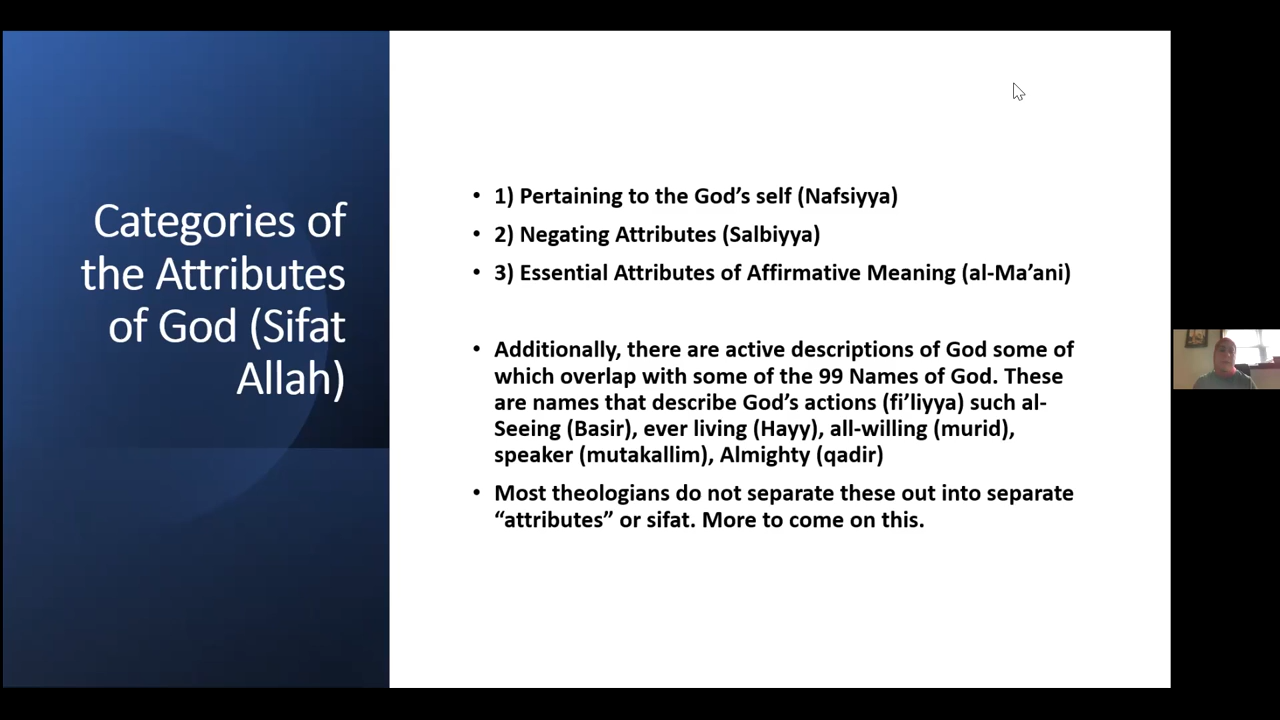 Categories of
the Attributes
of God (Sifat
Allah)
• 1) Pertaining to the God’s self (Nafsiyya)
• 2) Negating Attributes (Salbiyya)
• 3) Essential Attributes of Affirmative Meaning (al-Ma’ani)
• Additionally, there are active descriptions of God some of
which overlap with some of the 99 Names of God. These
are names that describe God’s actions (fi’liyya) such al-
Seeing (Basir), ever living (Hayy), all-willing (murid),
speaker (mutakallim), Almighty (qadir)
• Most theologians do not separate these out into separate
“attributes” or sifat. More to come on this.